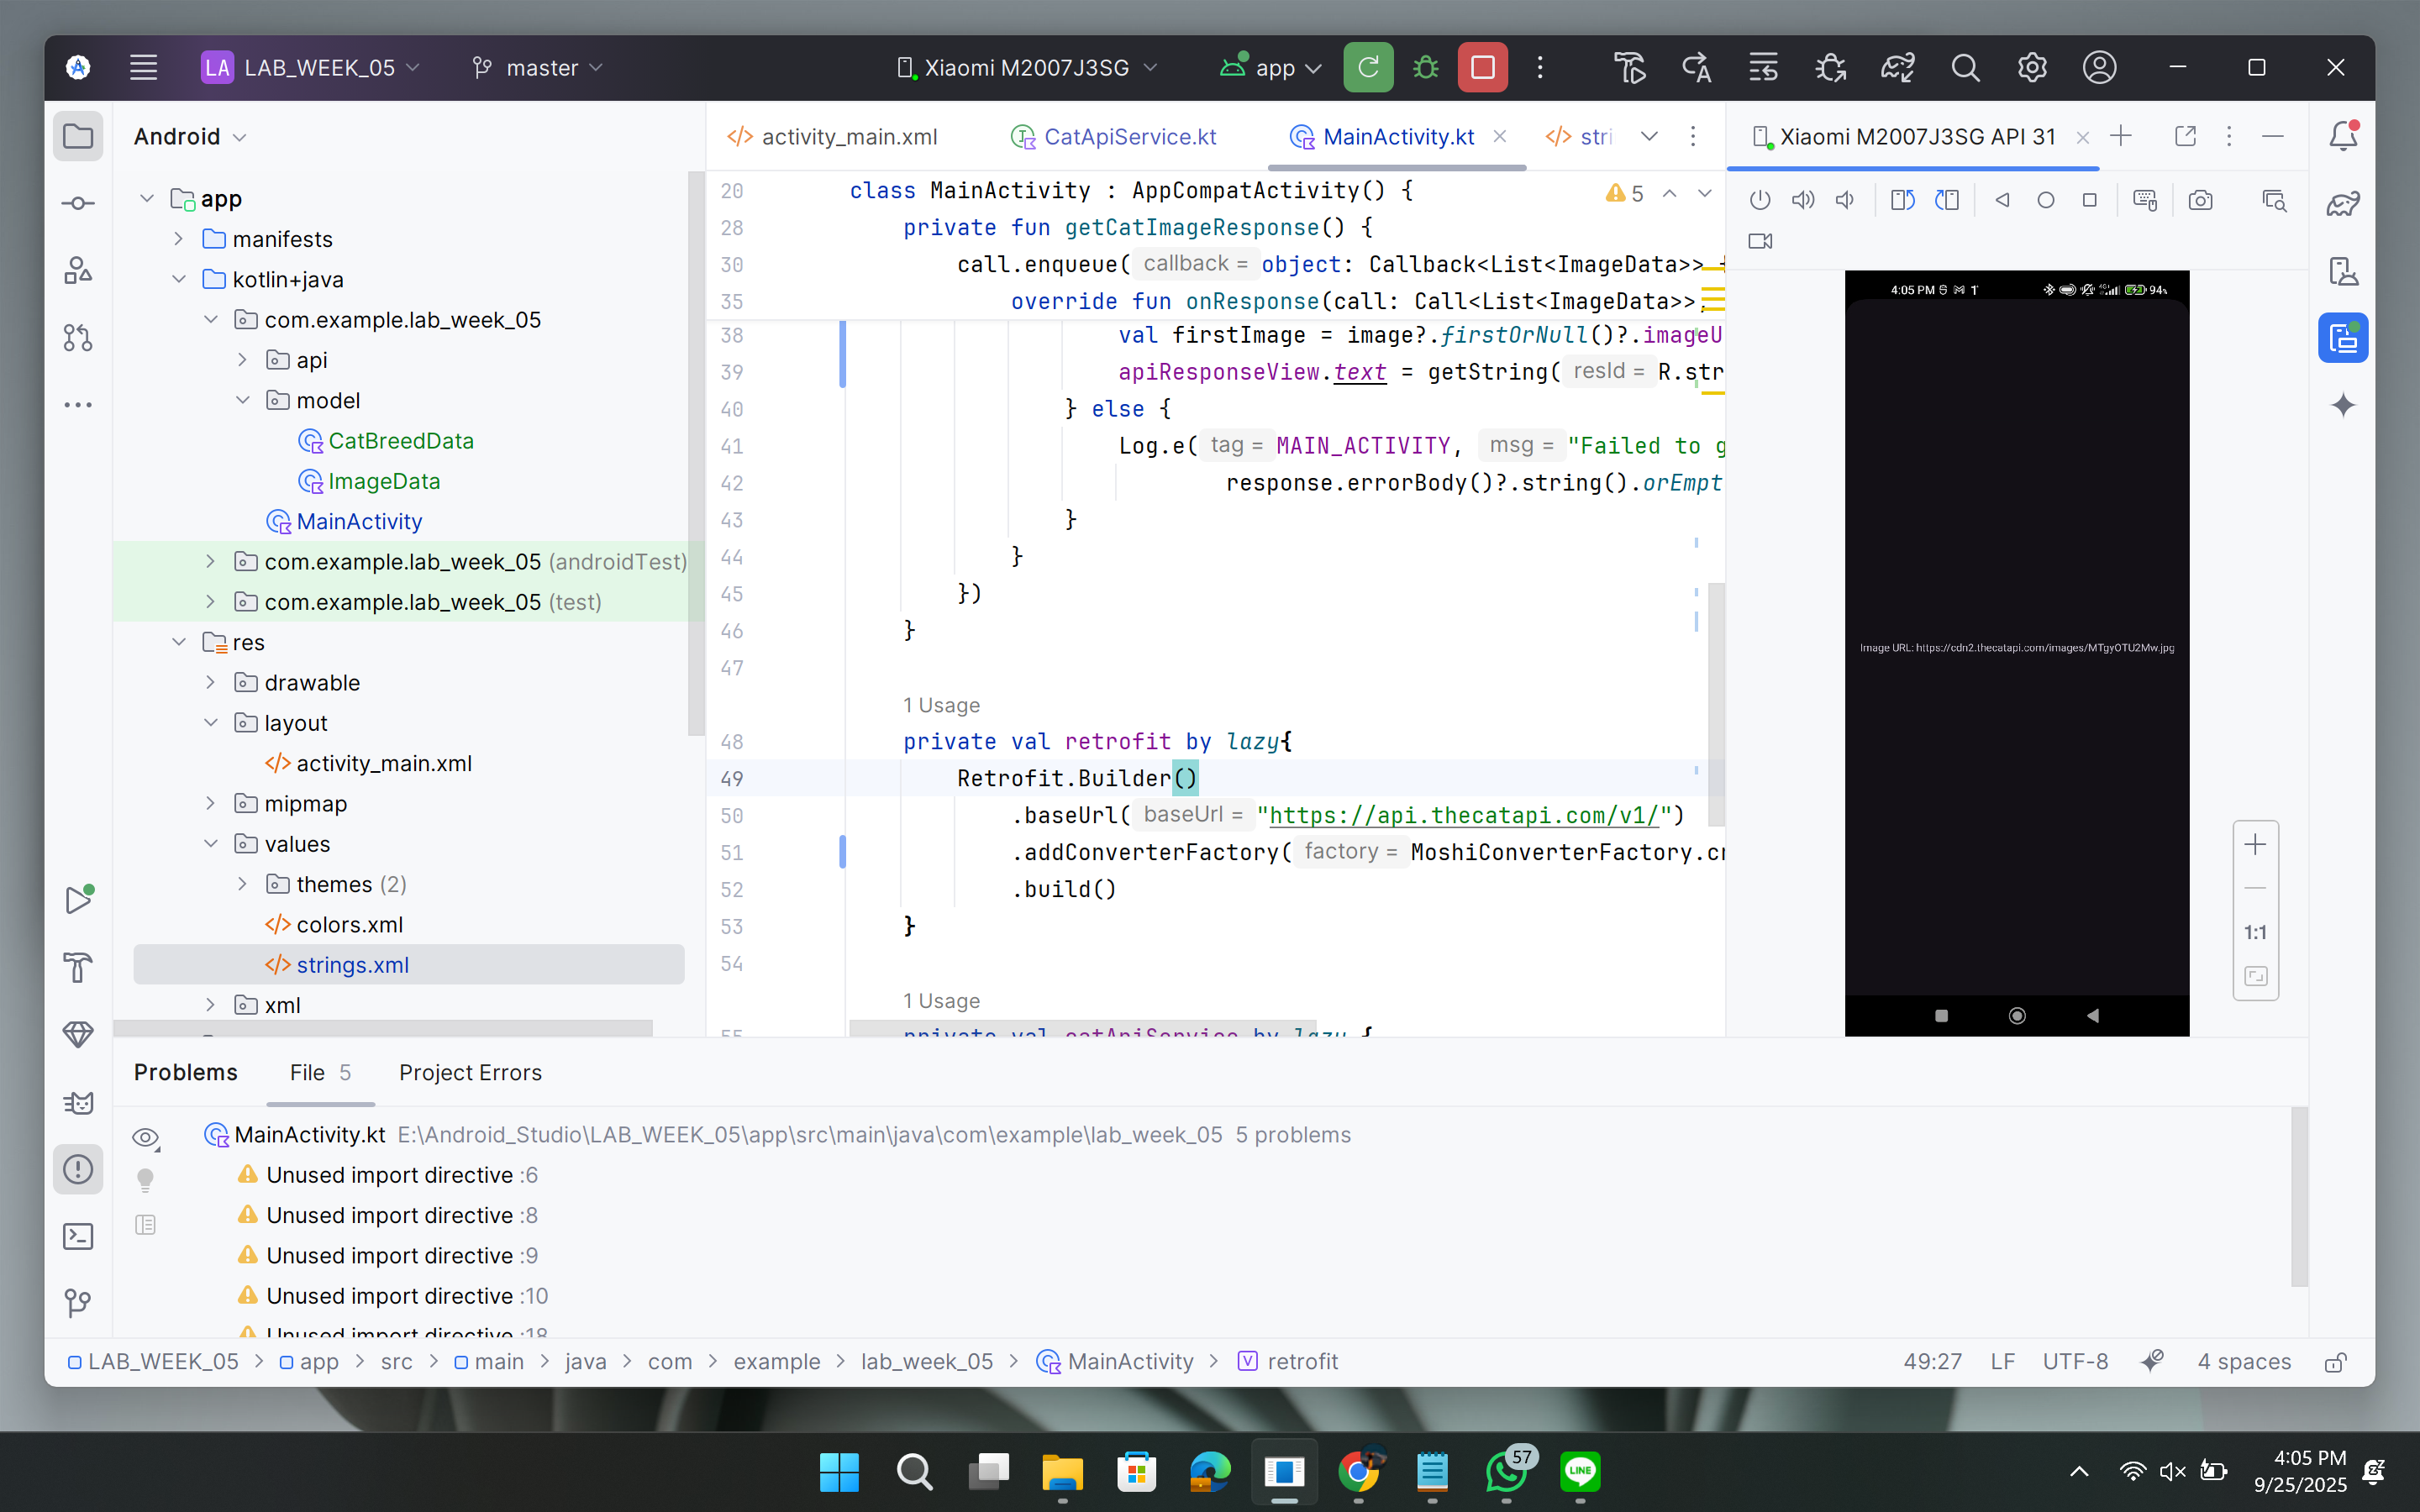 LA LAB_WEEK_05 master Xiaomi M2007J3SG app
Android
app
manifests
kotlin+java
com.example.lab_week_05
api
model
CatBreedData
ImageData
MainActivity
com.example.lab_week_05 (androidTest)
com.example.lab_week_05 (test)
res
drawable
layout
activity_main.xml
mipmap
values
themes (2)
colors.xml
strings.xml
xml
activity_main.xml CatApiService.kt MainActivity.kt stri
5
20 class MainActivity : AppCompatActivity() {
28 private fun getCatImageResponse() {
30 call.enqueue( callback = object: Callback<List<ImageData>> {
35 override fun onResponse(call: Call<List<ImageData>>,
38 val firstImage = image?.firstOrNull()?.imageU
39 apiResponseView.text = getString( resId = R.str
40 } else {
41 Log.e( tag = MAIN_ACTIVITY, msg = "Failed to g
42 response.errorBody()?.string().orEmpt
43 }
44 }
45 })
46 }
47
1 Usage
48 private val retrofit by lazy{
49 Retrofit.Builder()
50 .baseUrl( baseUrl = "https://api.thecatapi.com/v1/")
51 .addConverterFactory( factory = MoshiConverterFactory.cr
52 .build()
53 }
54
1 Usage
55 private val catApiService by lazy {
Xiaomi M2007J3SG API 31
4:05 PM 94%
Image URL: https://cdn2.thecatapi.com/images/MTgyOTU2Mw.jpg
1:1
Problems File 5 Project Errors
MainActivity.kt E:\Android_Studio\LAB_WEEK_05\app\src\main\java\com\example\lab_week_05 5 problems
Unused import directive :6
Unused import directive :8
Unused import directive :9
Unused import directive :10
Unused import directive :18
LAB_WEEK_05 > app > src > main > java > com > example > lab_week_05 > MainActivity > V retrofit
49:27 LF UTF-8 4 spaces
57
LINE
4:05 PM
9/25/2025